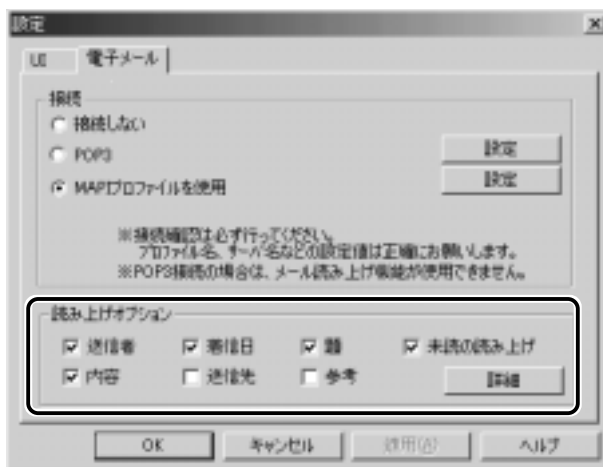 設定
UI 電子メール
接続
接続しない
POP3 設定
MAPIプロファイルを使用 設定
※接続確認は必ず行ってください。
プロファイル名、サーバ名などの設定値は正確にお願いします。
※POP3接続の場合は、メール読み上げ機能が使用できません。
読み上げオプション
送信者 着信日 題 未読の読み上げ
内容 送信先 参考 詳細
OK キャンセル 適用(A) ヘルプ